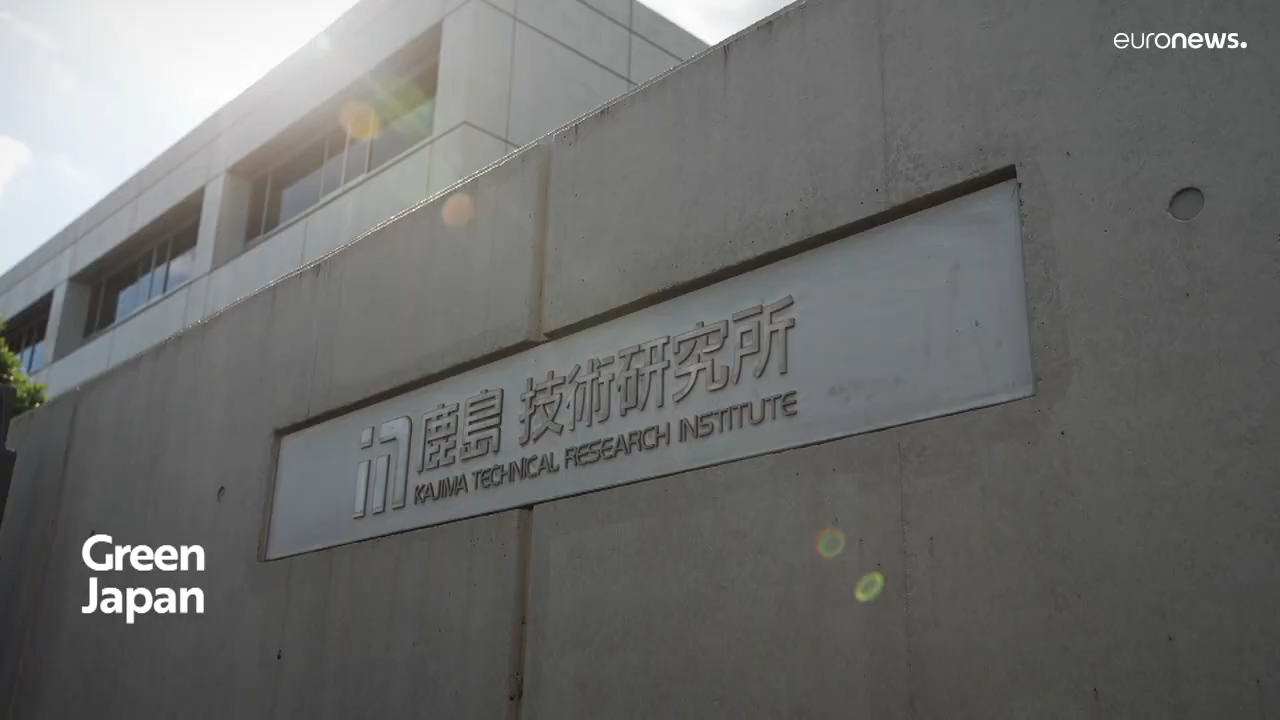 euronews.
鹿島 技術研究所
KAJIMA TECHNICAL RESEARCH INSTITUTE
Green
Japan